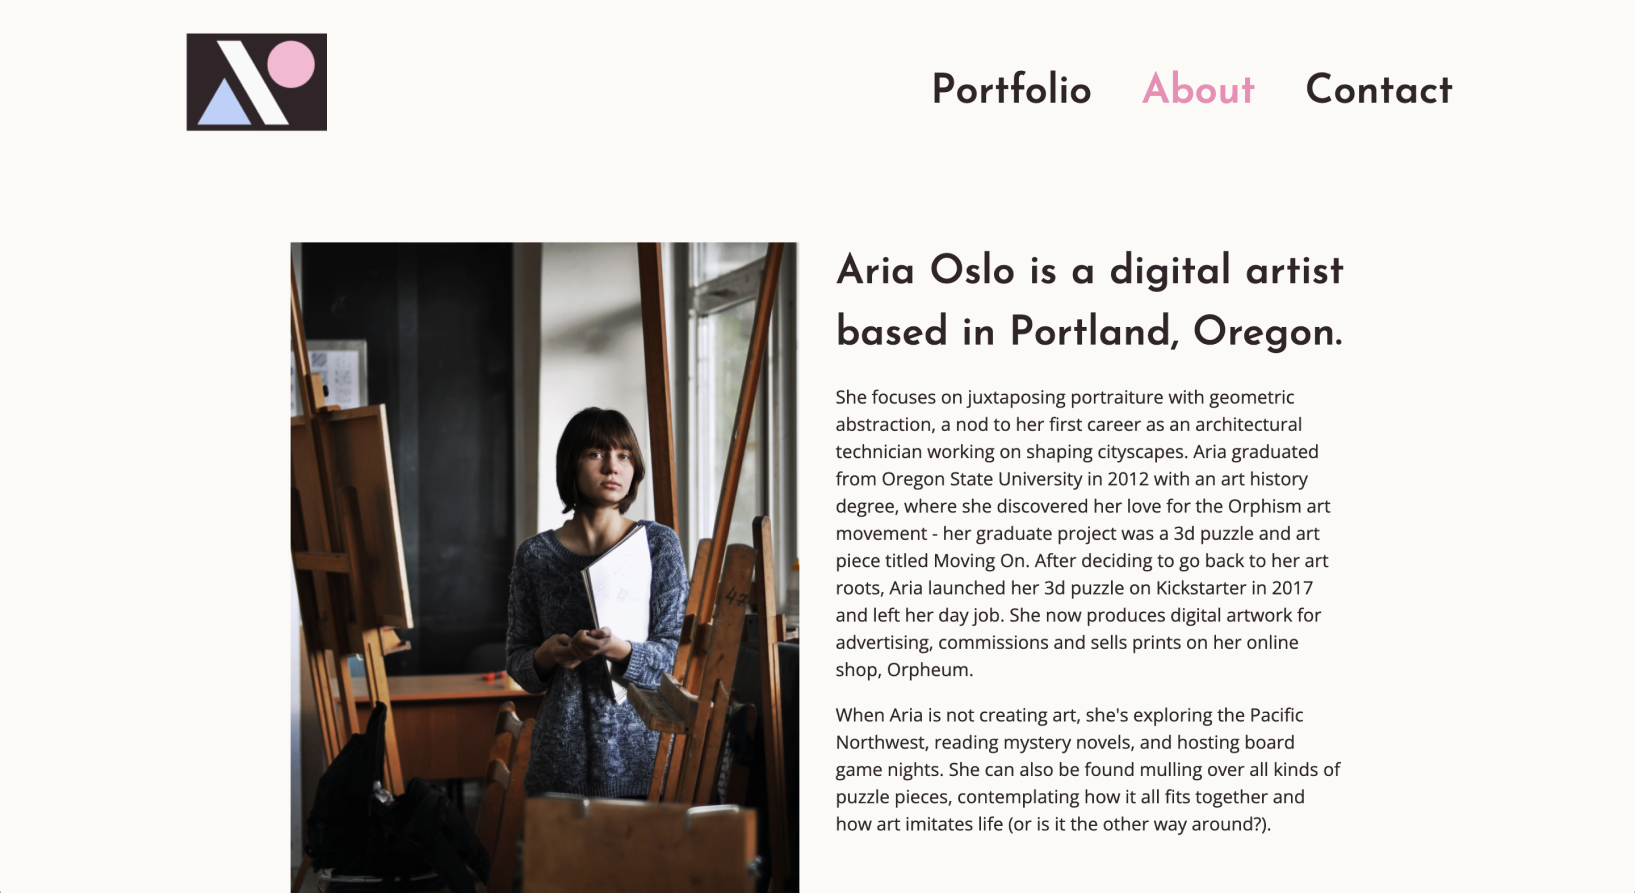 Portfolio About Contact
Aria Oslo is a digital artist
based in Portland, Oregon.
She focuses on juxtaposing portraiture with geometric
abstraction, a nod to her first career as an architectural
technician working on shaping cityscapes. Aria graduated
from Oregon State University in 2012 with an art history
degree, where she discovered her love for the Orphism art
movement - her graduate project was a 3d puzzle and art
piece titled Moving On. After deciding to go back to her art
roots, Aria launched her 3d puzzle on Kickstarter in 2017
and left her day job. She now produces digital artwork for
advertising, commissions and sells prints on her online
shop, Orpheum.
When Aria is not creating art, she's exploring the Pacific
Northwest, reading mystery novels, and hosting board
game nights. She can also be found mulling over all kinds of
puzzle pieces, contemplating how it all fits together and
how art imitates life (or is it the other way around?).
47